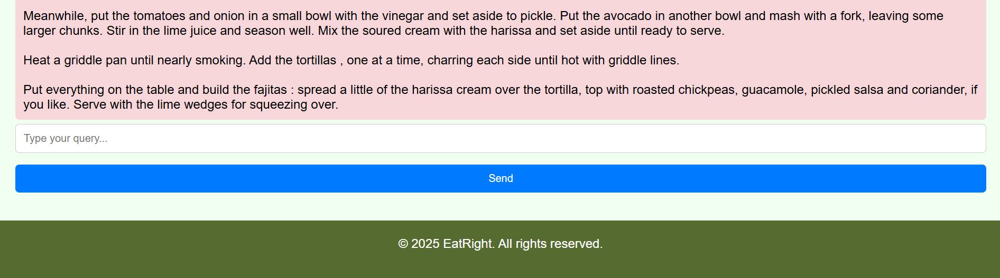 Meanwhile, put the tomatoes and onion in a small bowl with the vinegar and set aside to pickle. Put the avocado in another bowl and mash with a fork, leaving some
larger chunks. Stir in the lime juice and season well. Mix the soured cream with the harissa and set aside until ready to serve.
Heat a griddle pan until nearly smoking. Add the tortillas , one at a time, charring each side until hot with griddle lines.
Put everything on the table and build the fajitas : spread a little of the harissa cream over the tortilla, top with roasted chickpeas, guacamole, pickled salsa and coriander, if
you like. Serve with the lime wedges for squeezing over.
Type your query...
Send
© 2025 EatRight. All rights reserved.